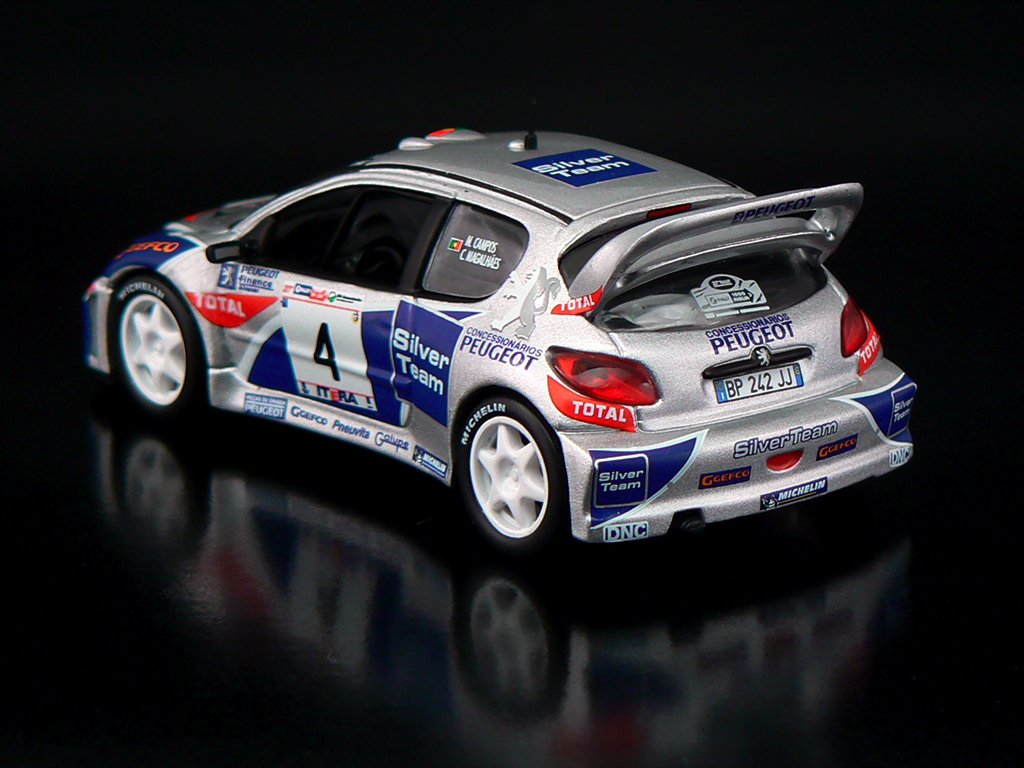 Silver
Team
PEUGEOT
GEFCO
M. CAMPOS
C. MAGALHÃES
PEUGEOT
finance
TOTAL
TOTAL
CONCESSIONÁRIOS
PEUGEOT
4
Silver
Team
CONCESSIONÁRIOS
PEUGEOT
BP 242 JJ
TOTAL
TOTAL
MICHELIN
MICHELIN
PEUGEOT
GEFCO
Pneuvita
MICHELIN
Silver
Team
SilverTeam
GEFCO
GEFCO
MICHELIN
DNC
Silver
Team
DNC